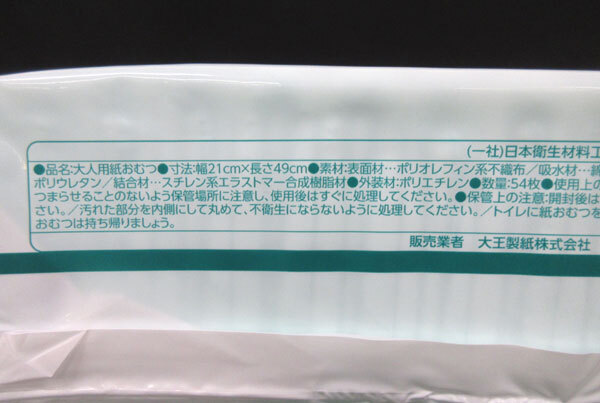 (一社)日本衛生材料工
●品名:大人用紙おむつ●寸法:幅21cm×長さ49cm●素材:表面材…ポリオレフィン系不織布／吸水材…綿
ポリウレタン／結合材…スチレン系エラストマー合成樹脂材●外装材:ポリエチレン●数量:54枚●使用上の
つまらせることのないよう保管場所に注意し、使用後はすぐに処理してください。●保管上の注意:開封後は
さい。／汚れた部分を内側にして丸めて、不衛生にならないように処理してください。／トイレに紙おむつを
おむつは持ち帰りましょう。
販売業者 大王製紙株式会社